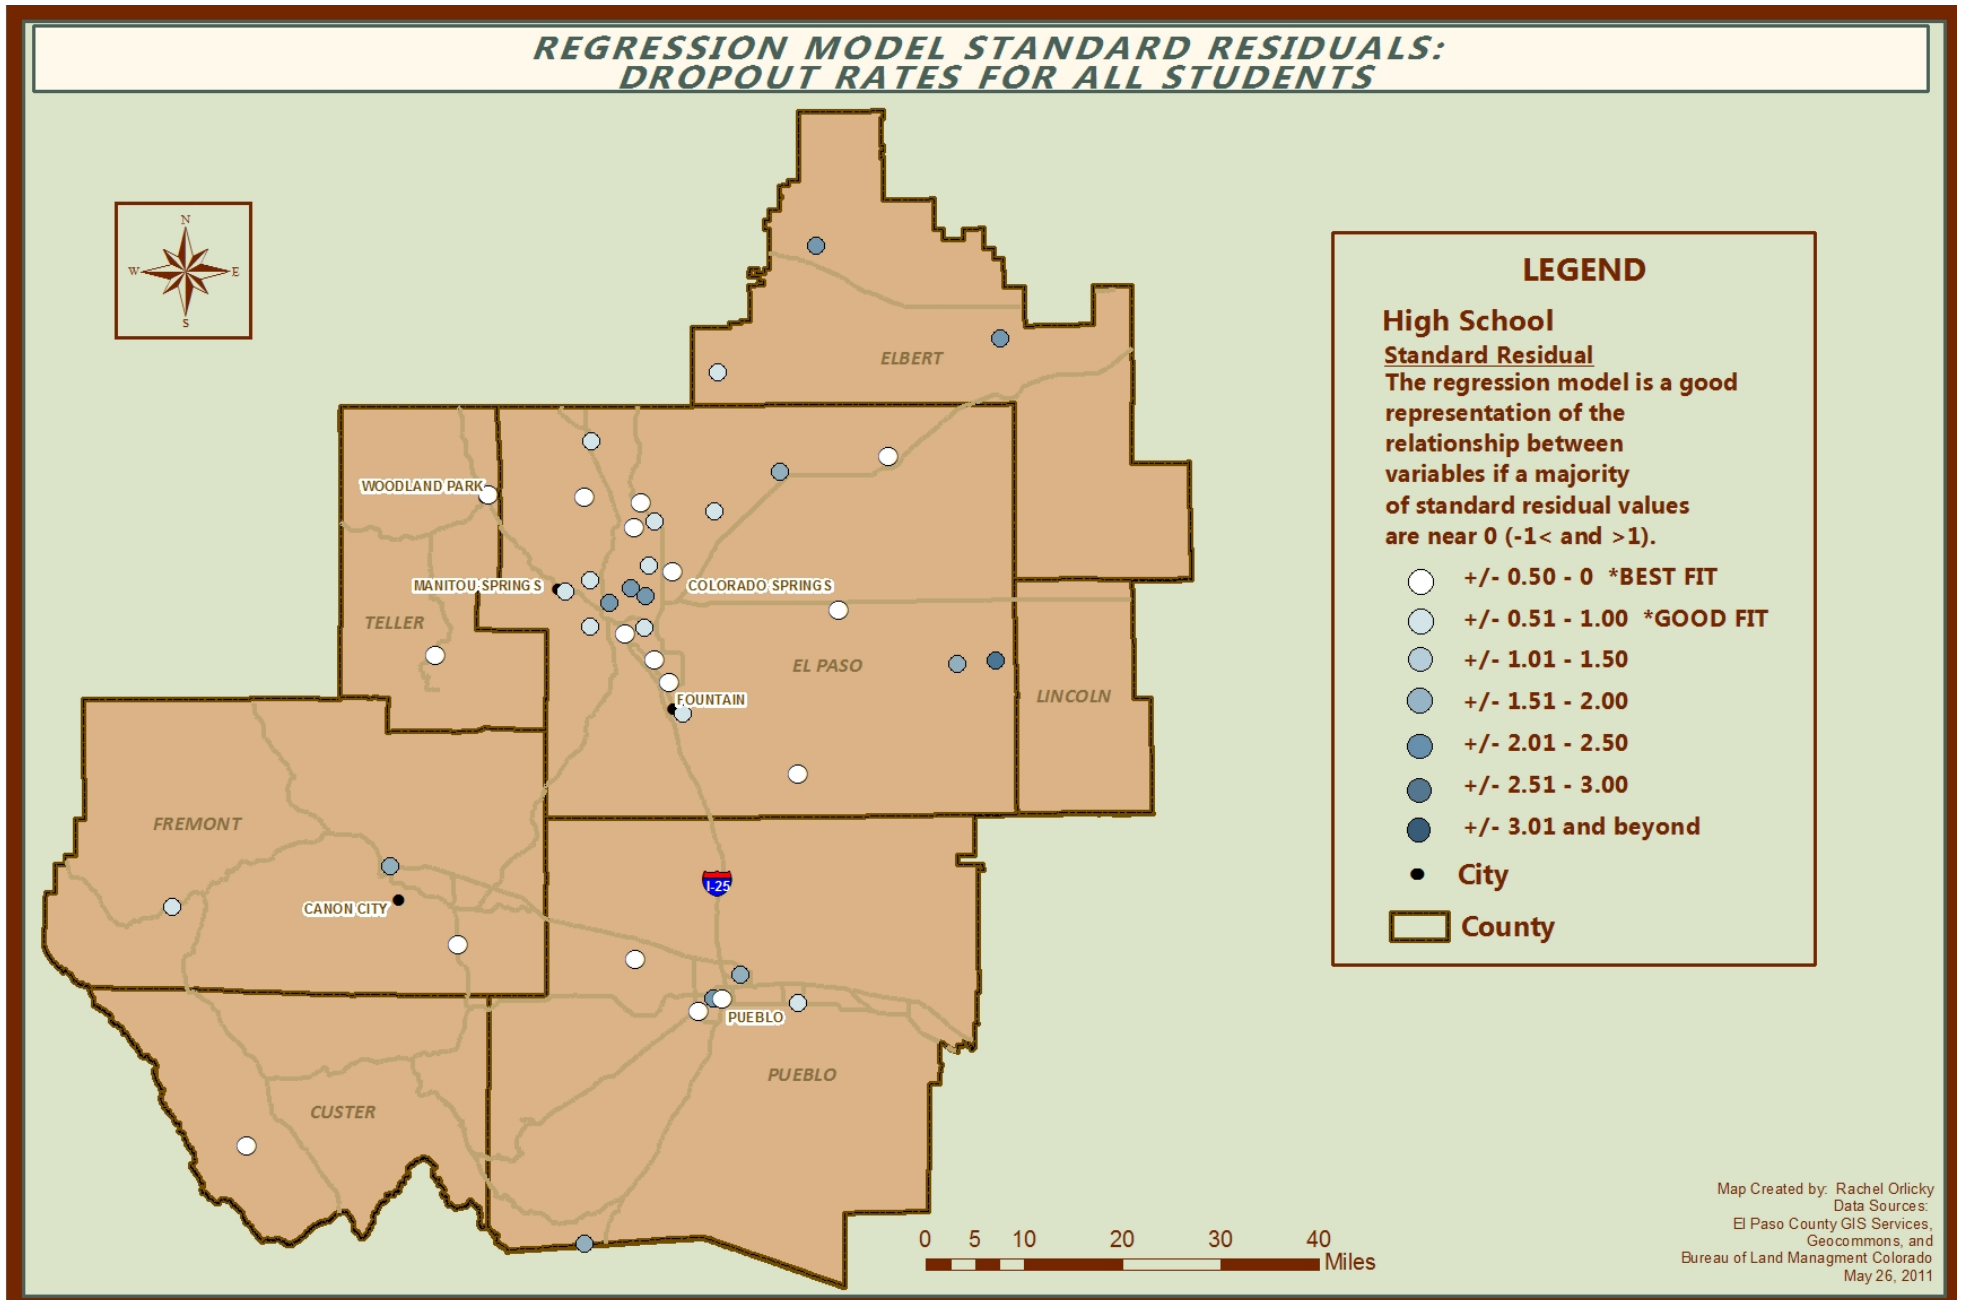 REGRESSION MODEL STANDARD RESIDUALS:
DROPOUT RATES FOR ALL STUDENTS
N
W
E
S
ELBERT
WOODLAND PARK
MANITOU SPRINGS
COLORADO SPRINGS
TELLER
EL PASO
FOUNTAIN
LINCOLN
FREMONT
CANON CITY
I-25
PUEBLO
PUEBLO
CUSTER
LEGEND
High School
Standard Residual
The regression model is a good
representation of the
relationship between
variables if a majority
of standard residual values
are near 0 (-1< and >1).
+/- 0.50 - 0 *BEST FIT
+/- 0.51 - 1.00 *GOOD FIT
+/- 1.01 - 1.50
+/- 1.51 - 2.00
+/- 2.01 - 2.50
+/- 2.51 - 3.00
+/- 3.01 and beyond
City
County
0 5 10 20 30 40
Miles
Map Created by: Rachel Orlicky
Data Sources:
El Paso County GIS Services,
Geocommons, and
Bureau of Land Managment Colorado
May 26, 2011